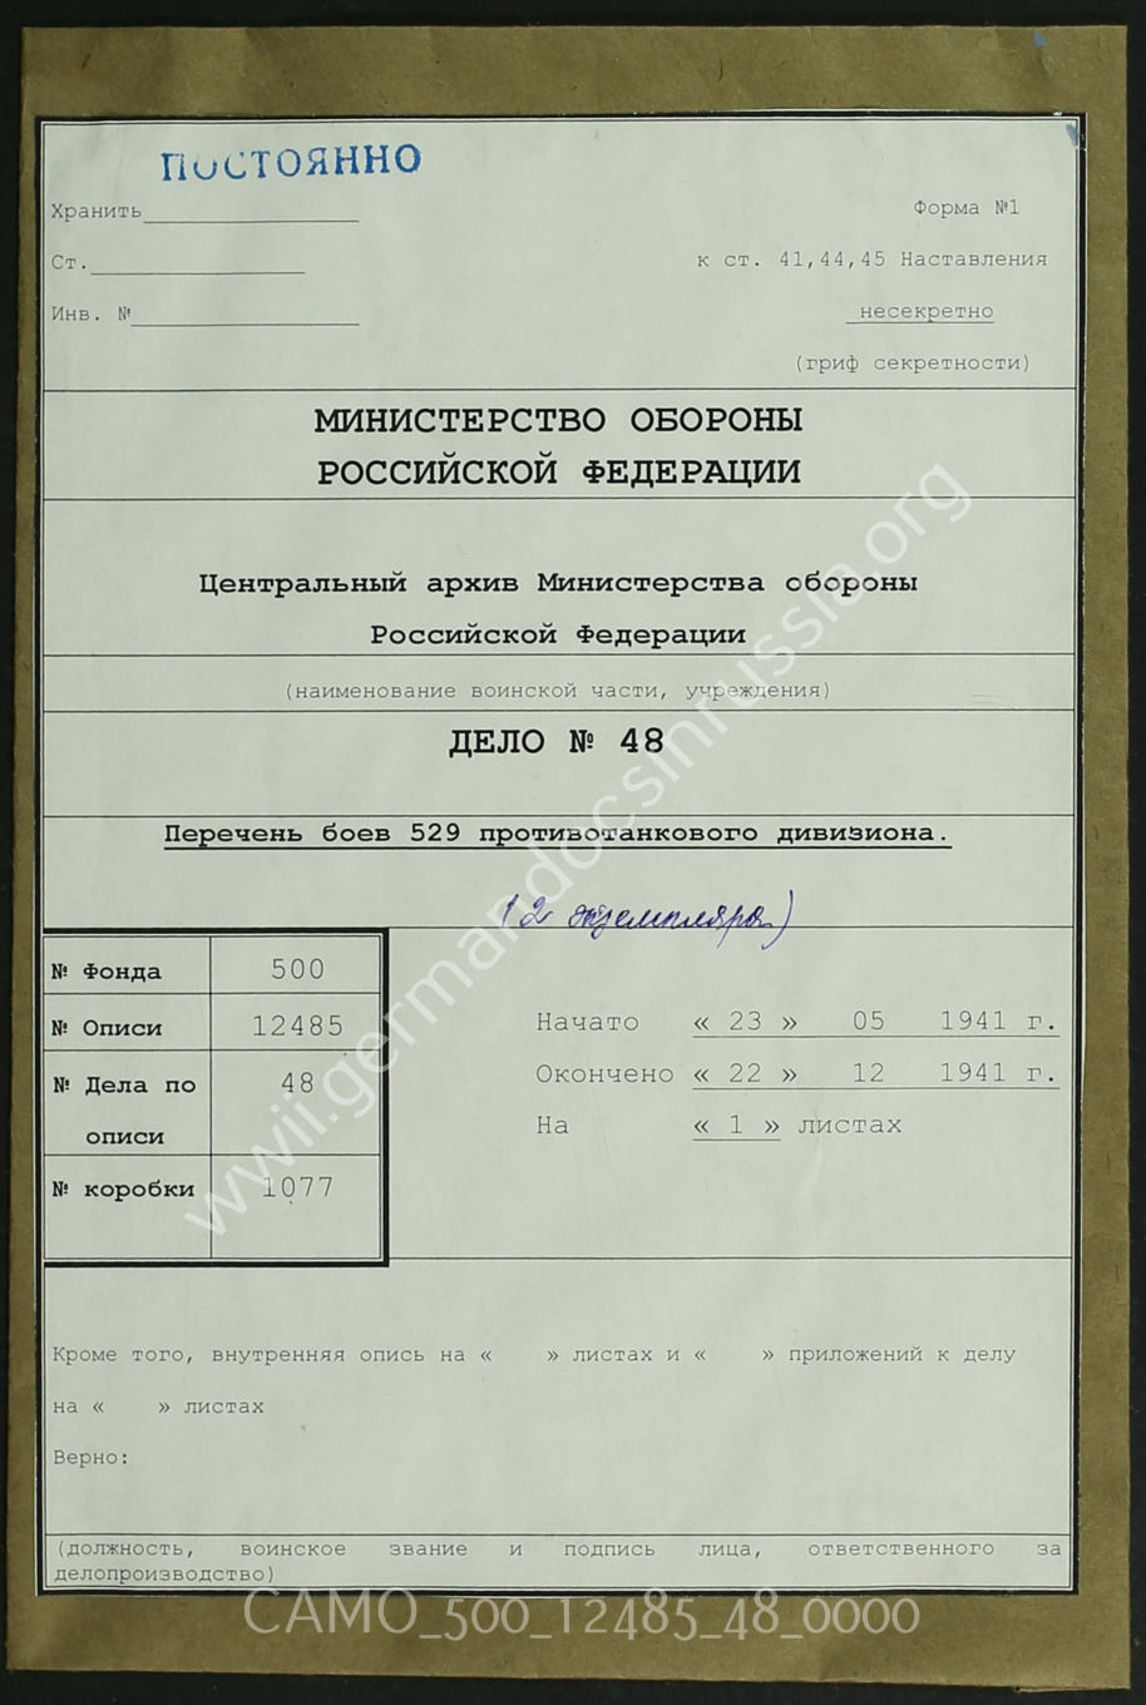 ПОСТОЯННО
Хранить
Форма №1
Ст.
к ст. 41,44,45 Наставления
Инв. №
несекретно
(гриф секретности)
МИНИСТЕРСТВО ОБОРОНЫ
РОССИЙСКОЙ ФЕДЕРАЦИИ
Центральный архив Министерства обороны
Российской Федерации
(наименование воинской части, учреждения)
ДЕЛО № 48
Перечень боев 529 противотанкового дивизиона.
(2 экземпляра)
№ Фонда 500
№ Описи 12485
№ Дела по 48
описи
№ коробки 1077
Начато « 23 » 05 1941 г.
Окончено « 22 » 12 1941 г.
На « 1 » листах
Кроме того, внутренняя опись на « » листах и « » приложений к делу
на « » листах
Верно:
(должность, воинское звание и подпись лица, ответственного за
делопроизводство)
CAMO_500_12485_48_0000
wwii.germandocsinrussia.org